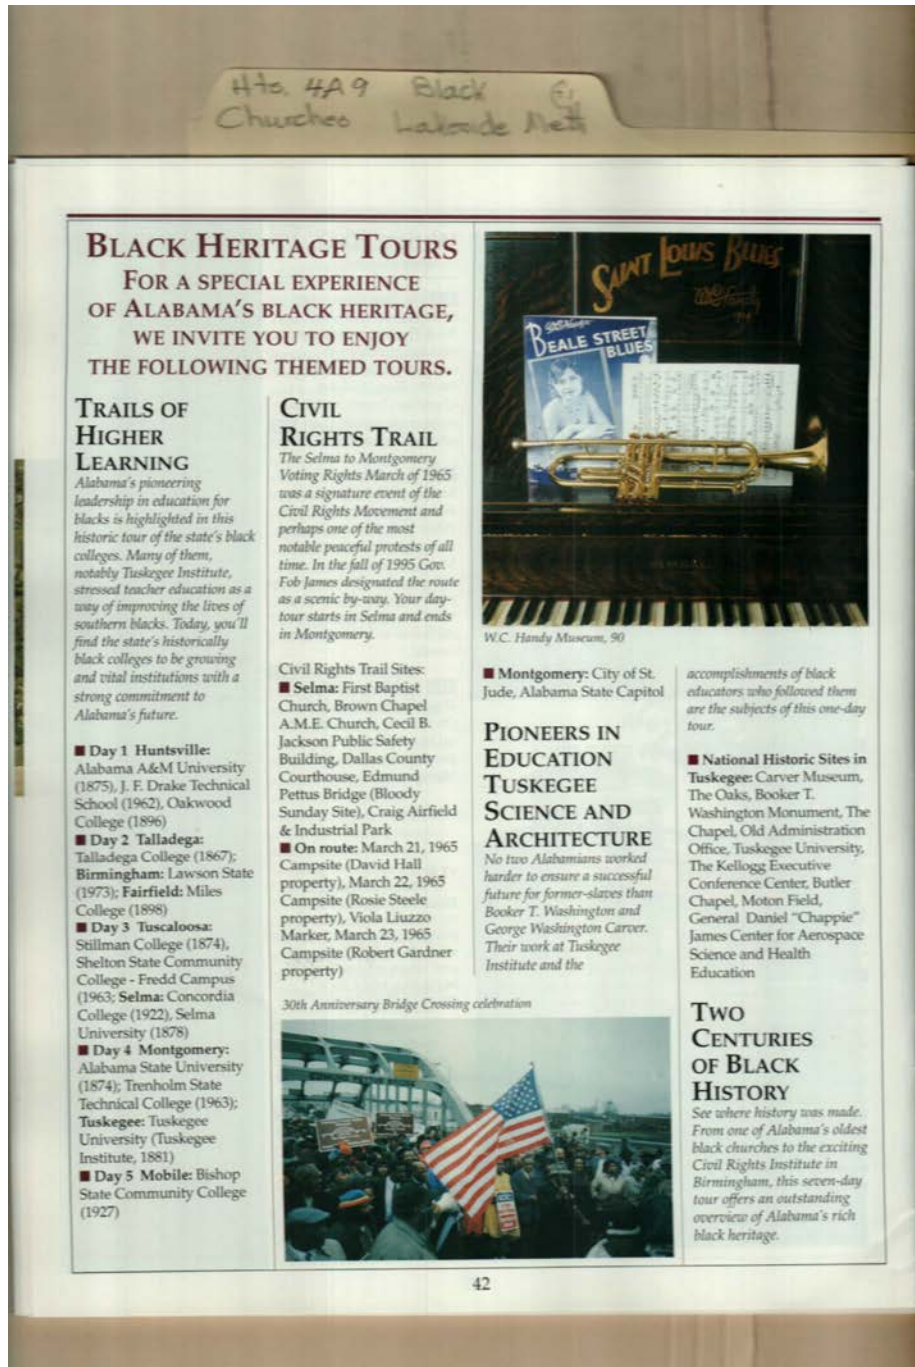 Hts. 4A9 Black
Churches Lakeside Meth
BLACK HERITAGE TOURS
FOR A SPECIAL EXPERIENCE
OF ALABAMA'S BLACK HERITAGE,
WE INVITE YOU TO ENJOY
THE FOLLOWING THEMED TOURS.
TRAILS OF
HIGHER
LEARNING
Alabama's pioneering
leadership in education for
blacks is highlighted in this
historic tour of the state's black
colleges. Many of them,
notably Tuskegee Institute,
stressed teacher education as a
way of improving the lives of
southern blacks. Today, you'll
find the state's historically
black colleges to be growing
and vital institutions with a
strong commitment to
Alabama's future.
■ Day 1 Huntsville:
Alabama A&M University
(1875), J. F. Drake Technical
School (1962), Oakwood
College (1896)
■ Day 2 Talladega:
Talladega College (1867);
Birmingham: Lawson State
(1973); Fairfield: Miles
College (1898)
■ Day 3 Tuscaloosa:
Stillman College (1874),
Shelton State Community
College - Fredd Campus
(1963; Selma: Concordia
College (1922), Selma
University (1878)
■ Day 4 Montgomery:
Alabama State University
(1874); Trenholm State
Technical College (1963);
Tuskegee: Tuskegee
University (Tuskegee
Institute, 1881)
■ Day 5 Mobile: Bishop
State Community College
(1927)
CIVIL
RIGHTS TRAIL
The Selma to Montgomery
Voting Rights March of 1965
was a signature event of the
Civil Rights Movement and
perhaps one of the most
notable peaceful protests of all
time. In the fall of 1995 Gov.
Fob James designated the route
as a scenic by-way. Your day-
tour starts in Selma and ends
in Montgomery.
Civil Rights Trail Sites:
■ Selma: First Baptist
Church, Brown Chapel
A.M.E. Church, Cecil B.
Jackson Public Safety
Building, Dallas County
Courthouse, Edmund
Pettus Bridge (Bloody
Sunday Site), Craig Airfield
& Industrial Park
■ On route: March 21, 1965
Campsite (David Hall
property), March 22, 1965
Campsite (Rosie Steele
property), Viola Liuzzo
Marker, March 23, 1965
Campsite (Robert Gardner
property)
30th Anniversary Bridge Crossing celebration
SAINT LOUIS BLUES
WC Handy
BEALE STREET
BLUES
W.C. Handy Museum, 90
■ Montgomery: City of St.
Jude, Alabama State Capitol
PIONEERS IN
EDUCATION
TUSKEGEE
SCIENCE AND
ARCHITECTURE
No two Alabamians worked
harder to ensure a successful
future for former-slaves than
Booker T. Washington and
George Washington Carver.
Their work at Tuskegee
Institute and the
accomplishments of black
educators who followed them
are the subjects of this one-day
tour.
■ National Historic Sites in
Tuskegee: Carver Museum,
The Oaks, Booker T.
Washington Monument, The
Chapel, Old Administration
Office, Tuskegee University,
The Kellogg Executive
Conference Center, Butler
Chapel, Moton Field,
General Daniel "Chappie"
James Center for Aerospace
Science and Health
Education
TWO
CENTURIES
OF BLACK
HISTORY
See where history was made.
From one of Alabama's oldest
black churches to the exciting
Civil Rights Institute in
Birmingham, this seven-day
tour offers an outstanding
overview of Alabama's rich
black heritage.
42